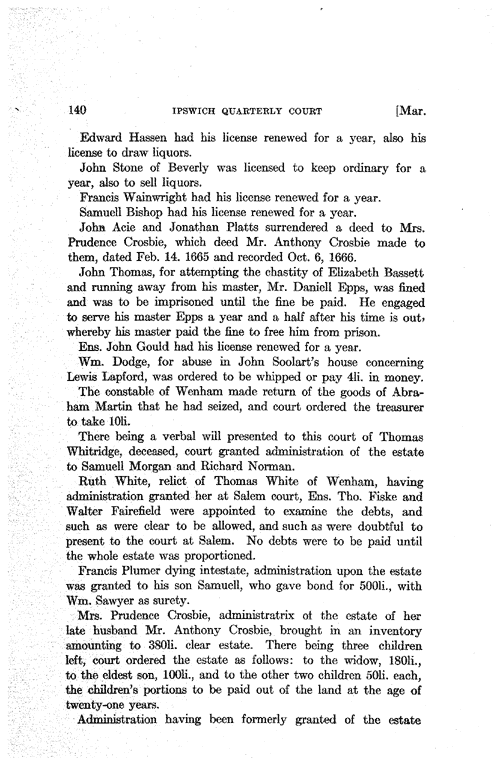 140 IPSWICH QUARTERLY COURT [Mar.
Edward Hassen had his license renewed for a year, also his
license to draw liquors.
John Stone of Beverly was licensed to keep ordinary for a
year, also to sell liquors.
Francis Wainwright had his license renewed for a year.
Samuell Bishop had his license renewed for a year.
John Acie and Jonathan Platts surrendered a deed to Mrs.
Prudence Crosbie, which deed Mr. Anthony Crosbie made to
them, dated Feb. 14. 1665 and recorded Oct. 6, 1666.
John Thomas, for attempting the chastity of Elizabeth Bassett
and running away from his master, Mr. Daniell Epps, was fined
and was to be imprisoned until the fine be paid. He engaged
to serve his master Epps a year and a half after his time is out,
whereby his master paid the fine to free him from prison.
Ens. John Gould had his license renewed for a year.
Wm. Dodge, for abuse in John Soolart's house concerning
Lewis Lapford, was ordered to be whipped or pay 4li. in money.
The constable of Wenham made return of the goods of Abra-
ham Martin that he had seized, and court ordered the treasurer
to take 10li.
There being a verbal will presented to this court of Thomas
Whitridge, deceased, court granted administration of the estate
to Samuell Morgan and Richard Norman.
Ruth White, relict of Thomas White of Wenham, having
administration granted her at Salem court, Ens. Tho. Fiske and
Walter Fairefield were appointed to examine the debts, and
such as were clear to be allowed, and such as were doubtful to
present to the court at Salem. No debts were to be paid until
the whole estate was proportioned.
Francis Plumer dying intestate, administration upon the estate
was granted to his son Samuell, who gave bond for 500li., with
Wm. Sawyer as surety.
Mrs. Prudence Crosbie, administratrix of the estate of her
late husband Mr. Anthony Crosbie, brought in an inventory
amounting to 380li. clear estate. There being three children
left, court ordered the estate as follows: to the widow, 180li.,
to the eldest son, 100li., and to the other two children 50li. each,
the children's portions to be paid out of the land at the age of
twenty-one years.
Administration having been formerly granted of the estate